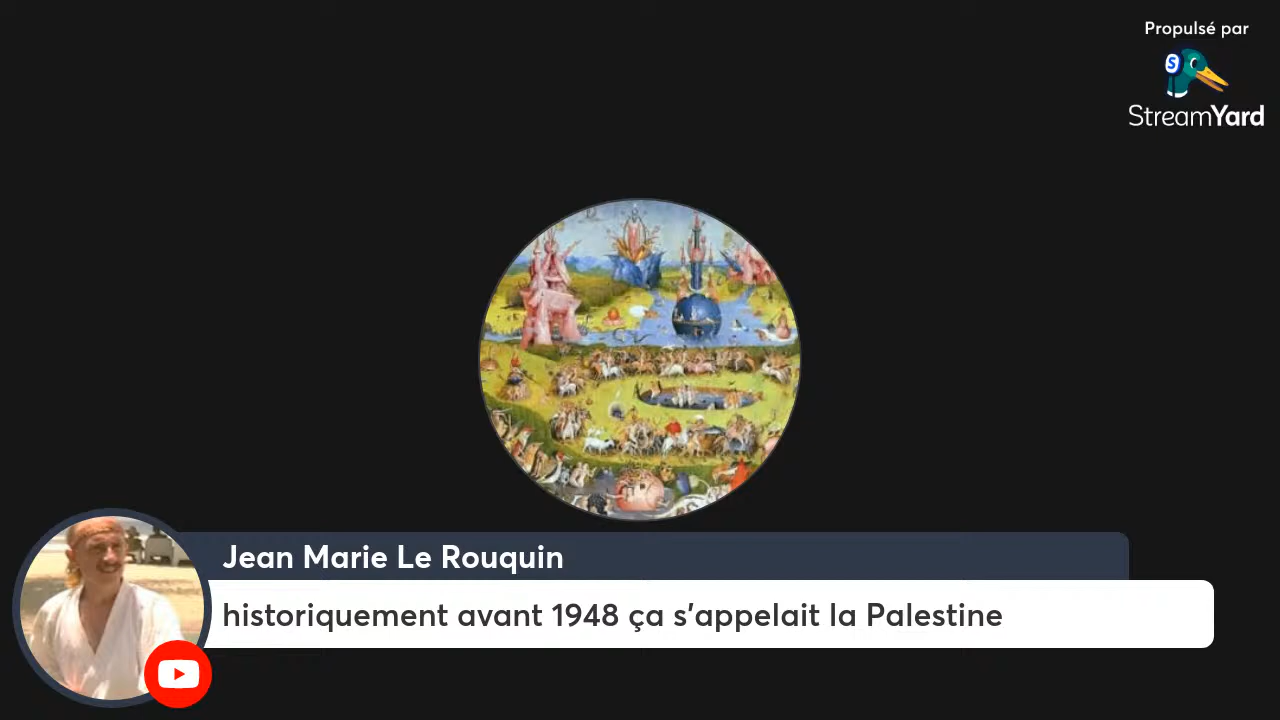 Propulsé par
S
StreamYard
Jean Marie Le Rouquin
historiquement avant 1948 ça s'appelait la Palestine